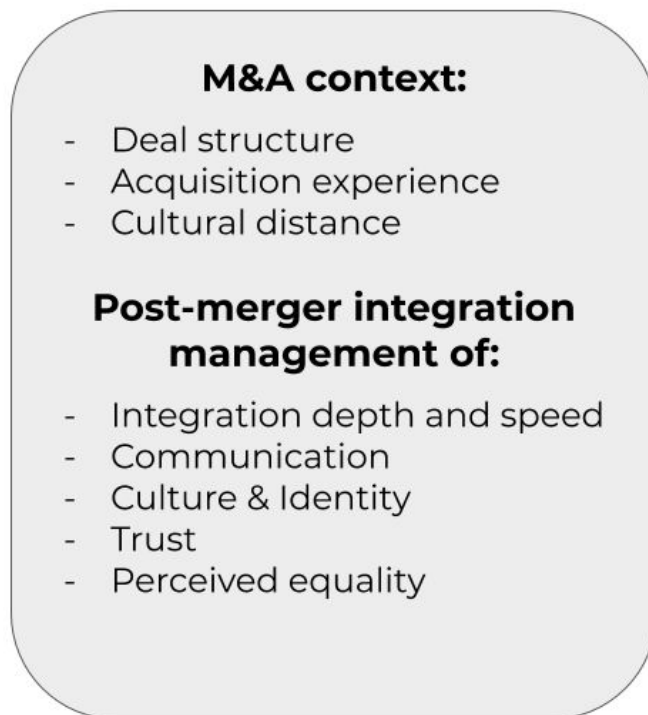 M&A context:
- Deal structure
- Acquisition experience
- Cultural distance
Post-merger integration
management of:
- Integration depth and speed
- Communication
- Culture & Identity
- Trust
- Perceived equality